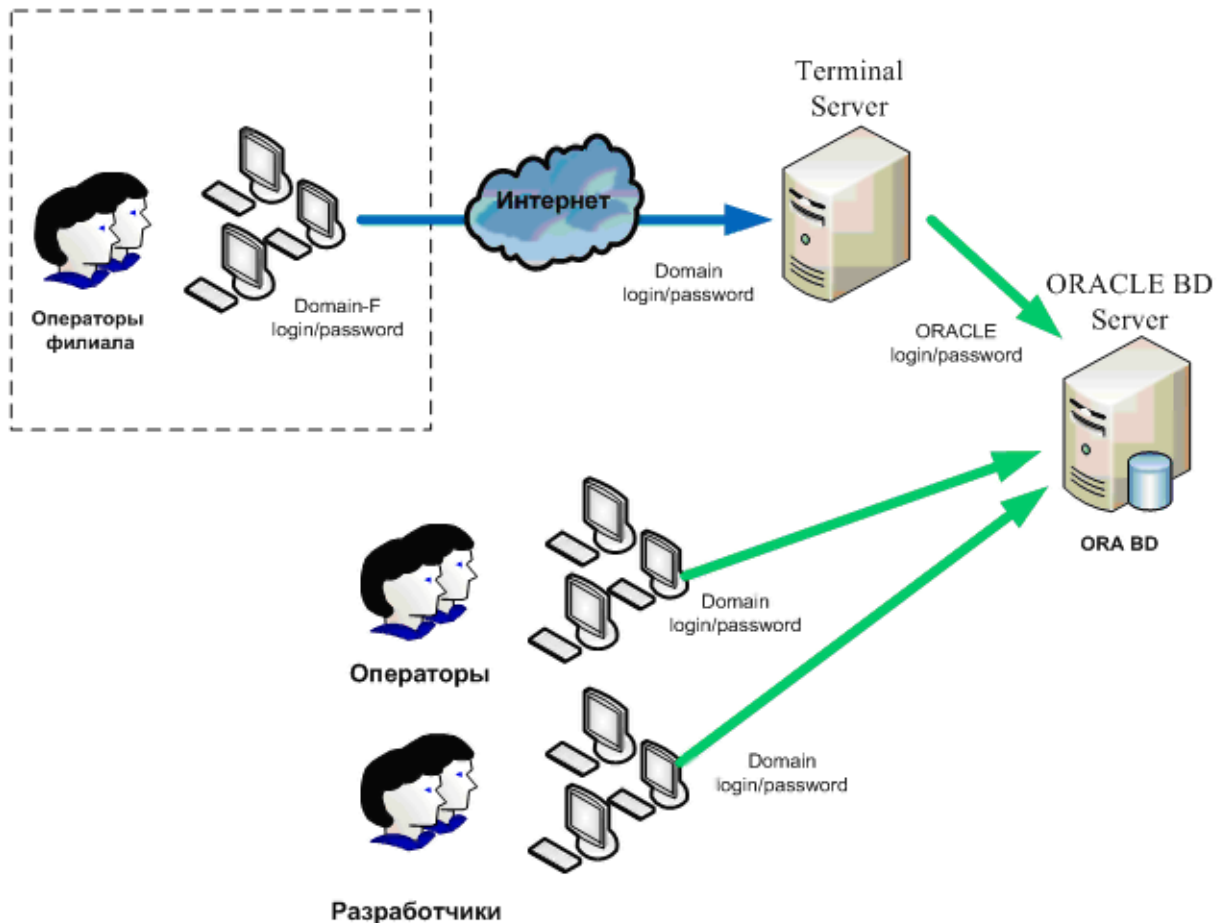 Terminal
Server
Интернет
Domain
login/password
Domain-F
login/password
Операторы
филиала
ORACLE BD
Server
ORACLE
login/password
ORA BD
Domain
login/password
Операторы
Domain
login/password
Разработчики